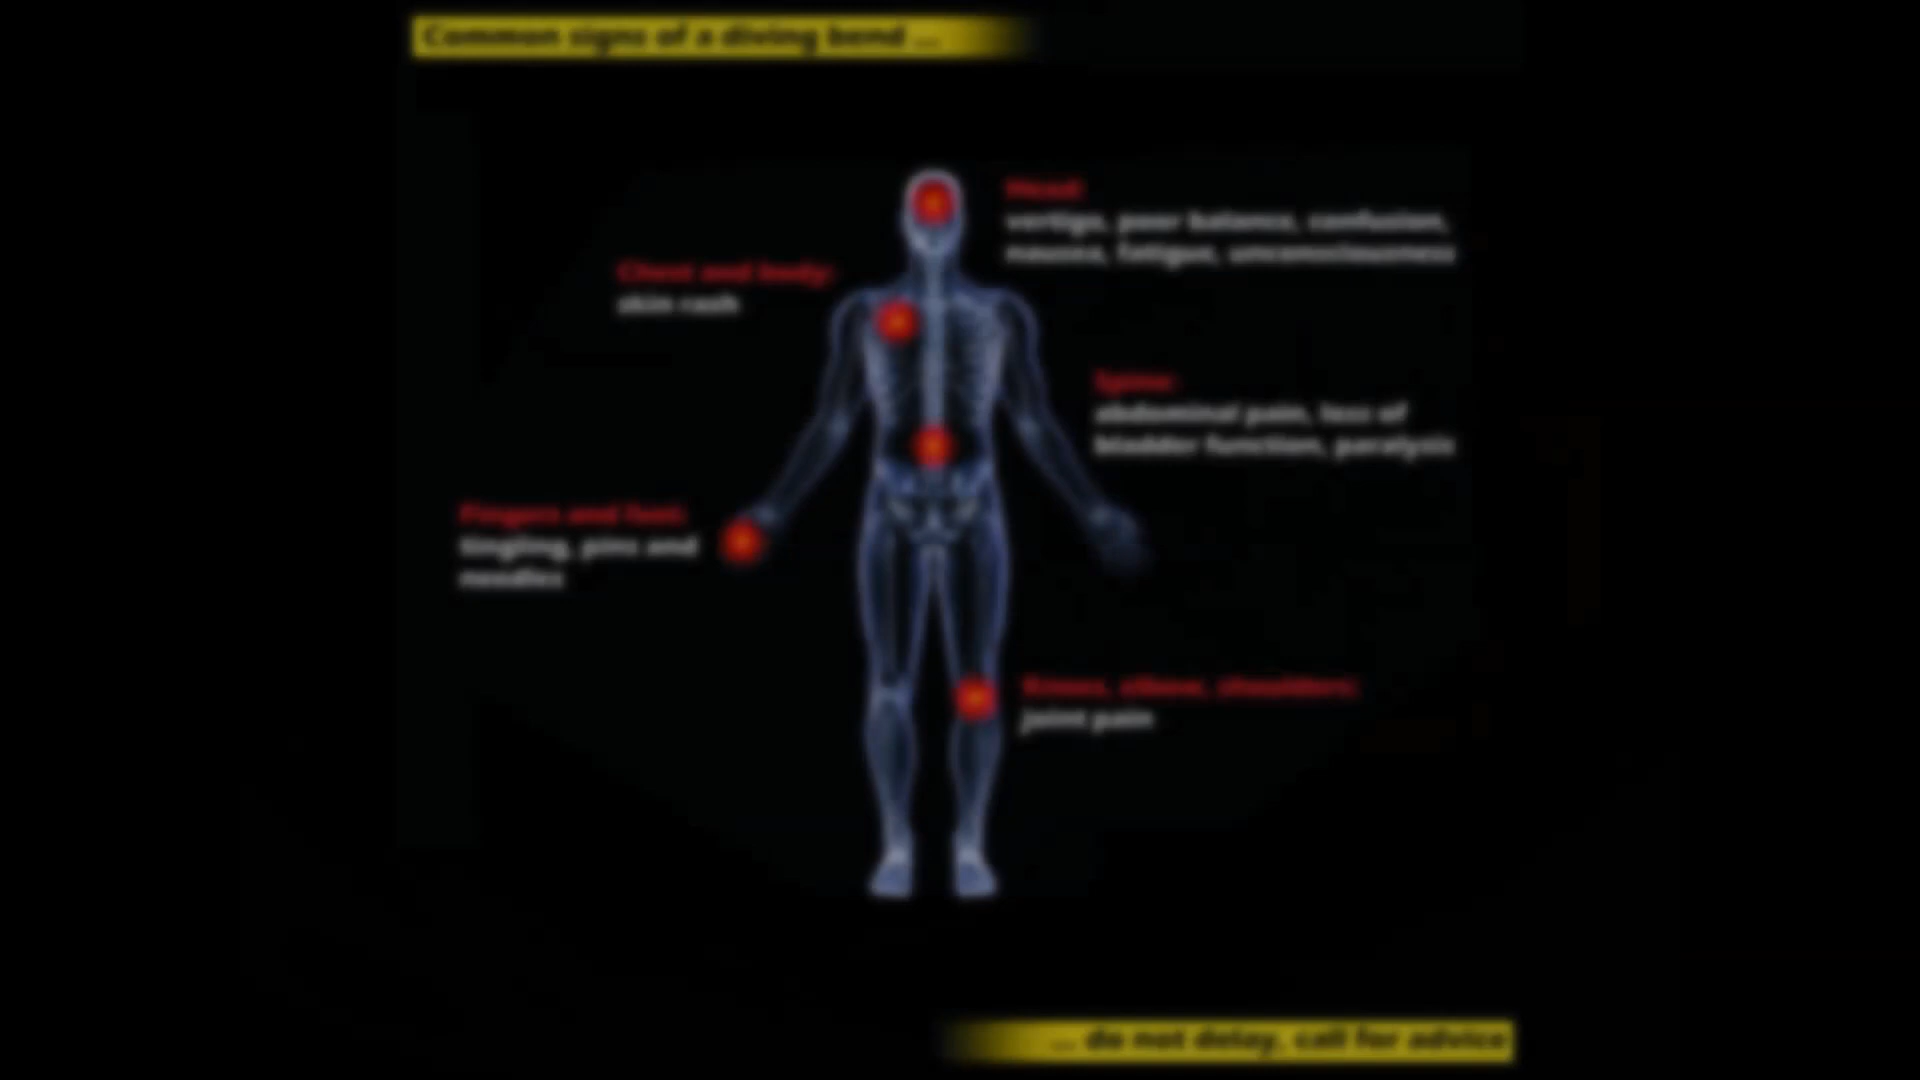 Common signs of a diving bend ...
Head:
vertigo, poor balance, confusion,
nausea, fatigue, unconsciousness
Chest and body:
skin rash
Spine:
abdominal pain, loss of
bladder function, paralysis
Fingers and feet:
tingling, pins and
needles
Knees, elbow, shoulders:
joint pain
... do not delay, call for advice